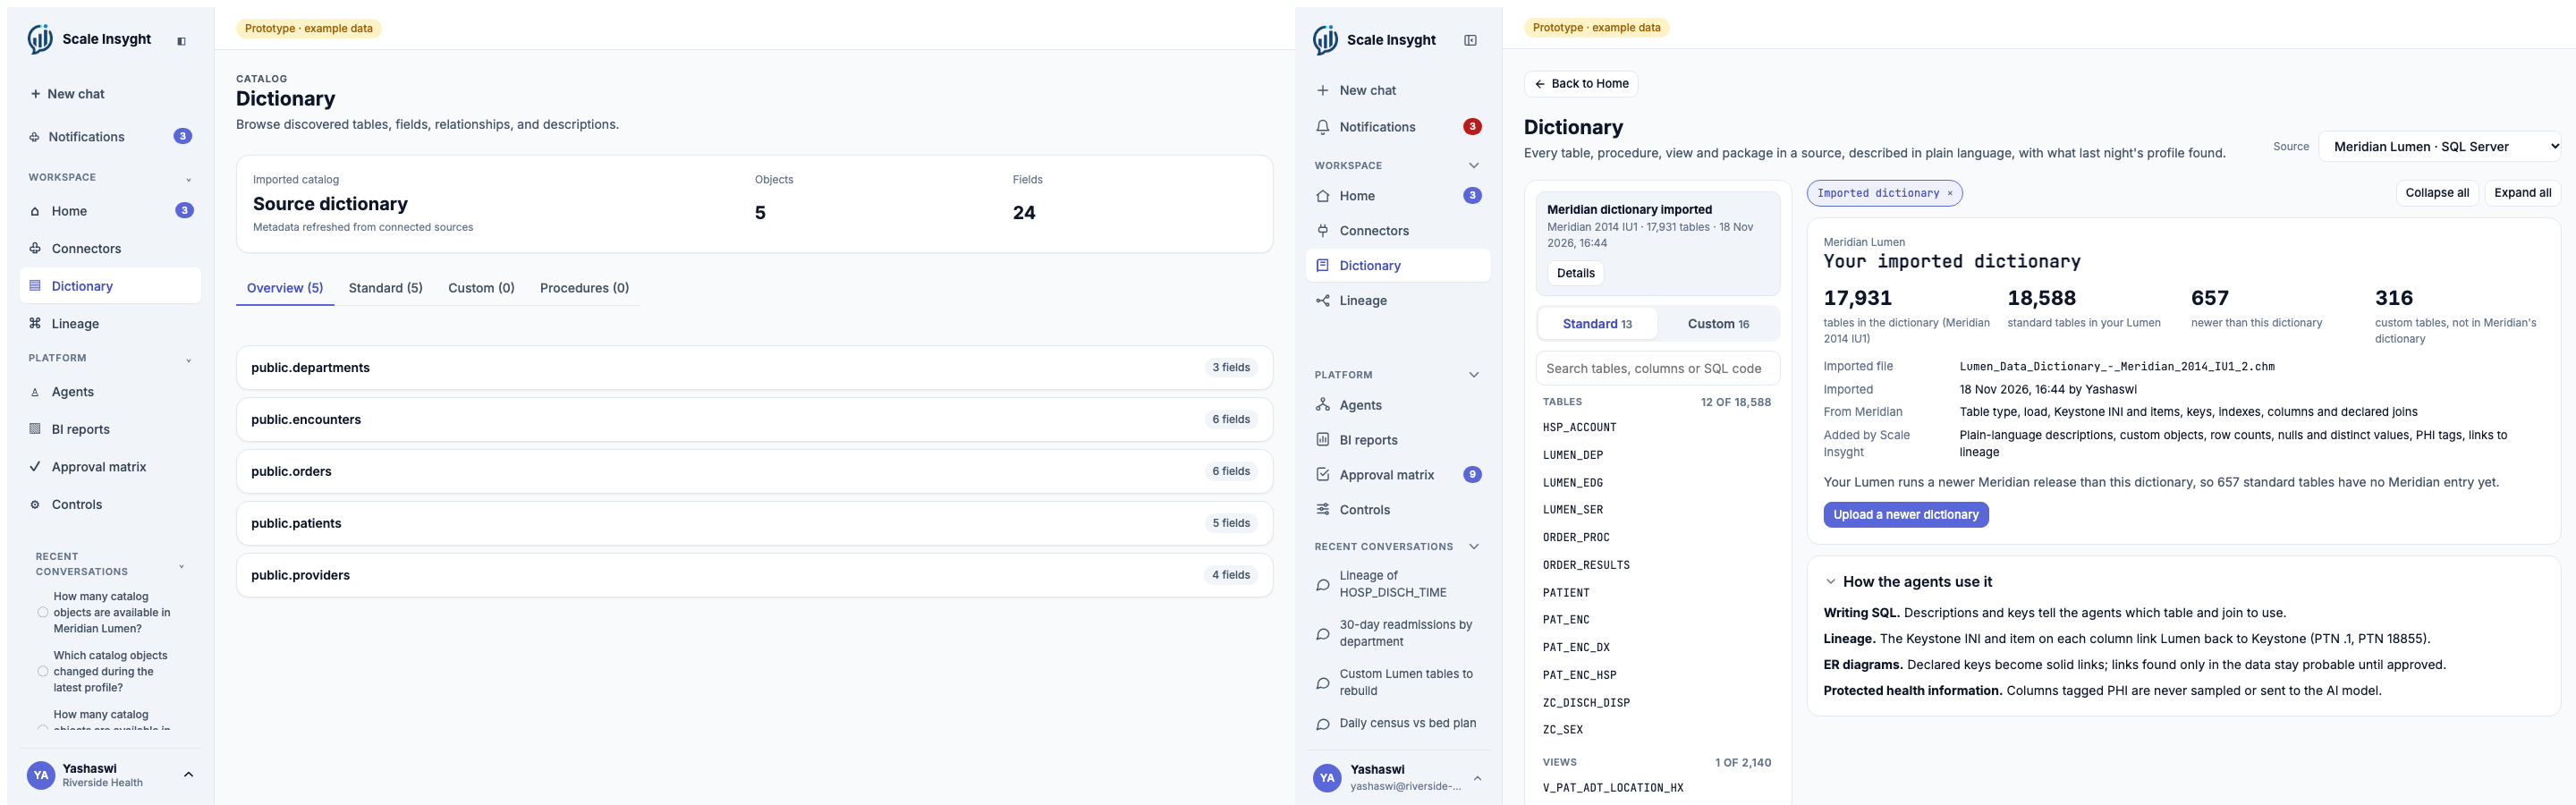 Scale Insyght
+ New chat
Notifications 3
WORKSPACE
Home 3
Connectors
Dictionary
Lineage
PLATFORM
Agents
BI reports
Approval matrix
Controls
RECENT
CONVERSATIONS
How many catalog
objects are available in
Meridian Lumen?
Which catalog objects
changed during the
latest profile?
How many catalog
objects are available in
YA
Yashaswi
Riverside Health
Prototype · example data
CATALOG
Dictionary
Browse discovered tables, fields, relationships, and descriptions.
Imported catalog
Source dictionary
Metadata refreshed from connected sources
Objects
5
Fields
24
Overview (5) Standard (5) Custom (0) Procedures (0)
public.departments 3 fields
public.encounters 6 fields
public.orders 6 fields
public.patients 5 fields
public.providers 4 fields
Scale Insyght
+ New chat
Notifications 3
WORKSPACE
Home 3
Connectors
Dictionary
Lineage
PLATFORM
Agents
BI reports
Approval matrix 9
Controls
RECENT CONVERSATIONS
Lineage of
HOSP_DISCH_TIME
30-day readmissions by
department
Custom Lumen tables to
rebuild
Daily census vs bed plan
YA
Yashaswi
yashaswi@riverside-...
Prototype · example data
← Back to Home
Dictionary
Every table, procedure, view and package in a source, described in plain language, with what last night's profile found.
Source Meridian Lumen · SQL Server
Meridian dictionary imported
Meridian 2014 IU1 · 17,931 tables · 18 Nov
2026, 16:44
Details
Standard 13 Custom 16
Search tables, columns or SQL code
TABLES 12 OF 18,588
HSP_ACCOUNT
LUMEN_DEP
LUMEN_EDG
LUMEN_SER
ORDER_PROC
ORDER_RESULTS
PATIENT
PAT_ENC
PAT_ENC_DX
PAT_ENC_HSP
ZC_DISCH_DISP
ZC_SEX
VIEWS 1 OF 2,140
V_PAT_ADT_LOCATION_HX
Imported dictionary ×
Collapse all Expand all
Meridian Lumen
Your imported dictionary
17,931
tables in the dictionary (Meridian
2014 IU1)
18,588
standard tables in your Lumen
657
newer than this dictionary
316
custom tables, not in Meridian's
dictionary
Imported file Lumen_Data_Dictionary_-_Meridian_2014_IU1_2.chm
Imported 18 Nov 2026, 16:44 by Yashaswi
From Meridian Table type, load, Keystone INI and items, keys, indexes, columns and declared joins
Added by Scale
Insyght
Plain-language descriptions, custom objects, row counts, nulls and distinct values, PHI tags, links to
lineage
Your Lumen runs a newer Meridian release than this dictionary, so 657 standard tables have no Meridian entry yet.
Upload a newer dictionary
How the agents use it
Writing SQL. Descriptions and keys tell the agents which table and join to use.
Lineage. The Keystone INI and item on each column link Lumen back to Keystone (PTN .1, PTN 18855).
ER diagrams. Declared keys become solid links; links found only in the data stay probable until approved.
Protected health information. Columns tagged PHI are never sampled or sent to the AI model.